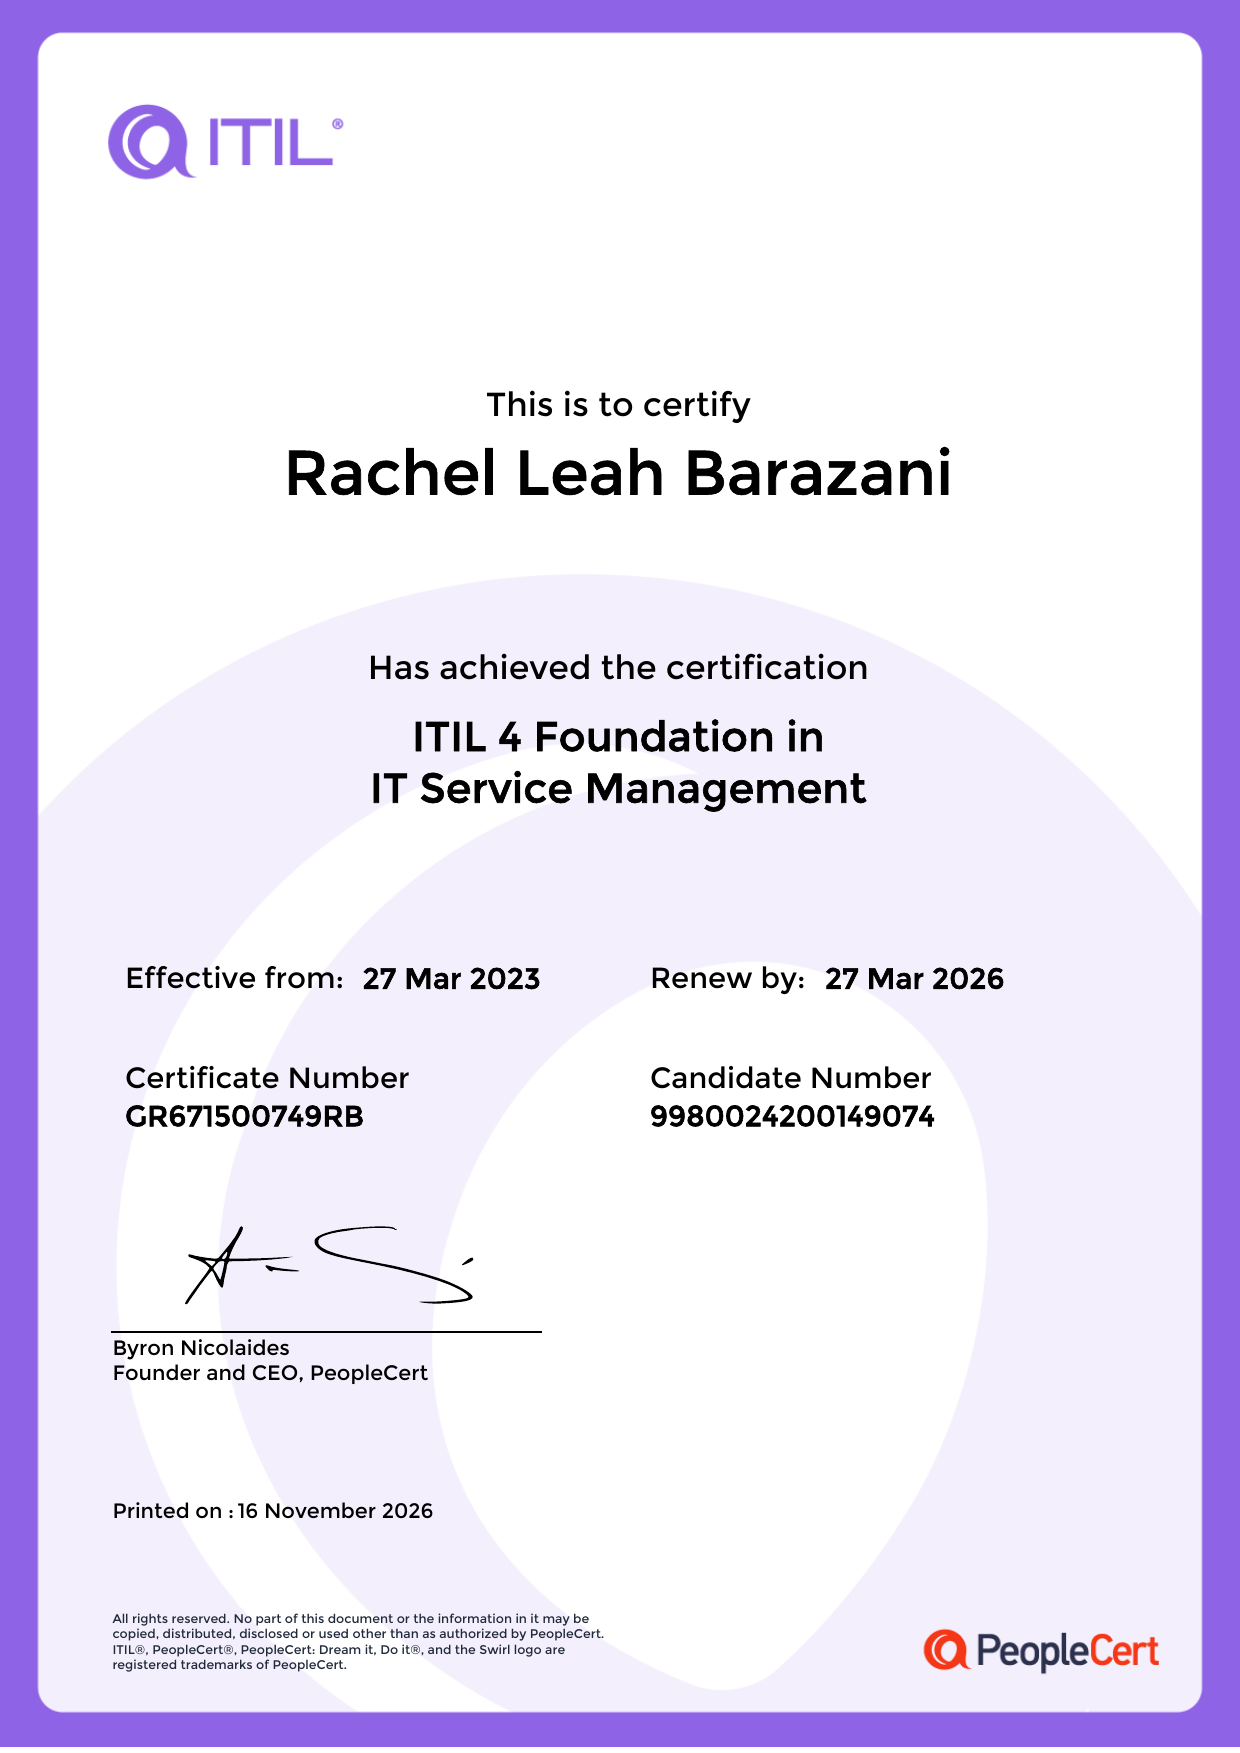 ITIL®
This is to certify
Rachel Leah Barazani
Has achieved the certification
ITIL 4 Foundation in
IT Service Management
Effective from: 27 Mar 2023 Renew by: 27 Mar 2026
Certificate Number
GR671500749RB
Candidate Number
9980024200149074
Byron Nicolaides
Founder and CEO, PeopleCert
Printed on : 16 November 2026
All rights reserved. No part of this document or the information in it may be
copied, distributed, disclosed or used other than as authorized by PeopleCert.
ITIL®, PeopleCert®, PeopleCert: Dream it, Do it®, and the Swirl logo are
registered trademarks of PeopleCert.
PeopleCert